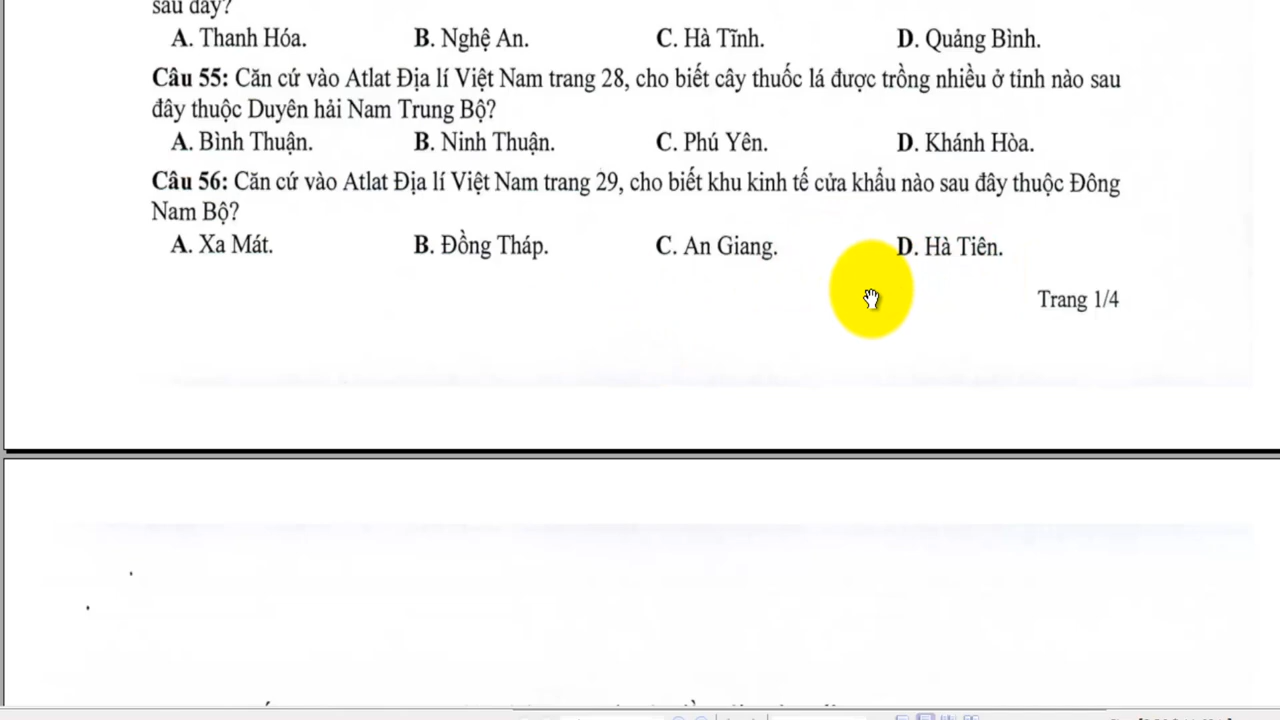 sau đây?
A. Thanh Hóa. B. Nghệ An. C. Hà Tĩnh. D. Quảng Bình.
Câu 55: Căn cứ vào Atlat Địa lí Việt Nam trang 28, cho biết cây thuốc lá được trồng nhiều ở tỉnh nào sau
đây thuộc Duyên hải Nam Trung Bộ?
A. Bình Thuận. B. Ninh Thuận. C. Phú Yên. D. Khánh Hòa.
Câu 56: Căn cứ vào Atlat Địa lí Việt Nam trang 29, cho biết khu kinh tế cửa khẩu nào sau đây thuộc Đông
Nam Bộ?
A. Xa Mát. B. Đồng Tháp. C. An Giang. D. Hà Tiên.
Trang 1/4